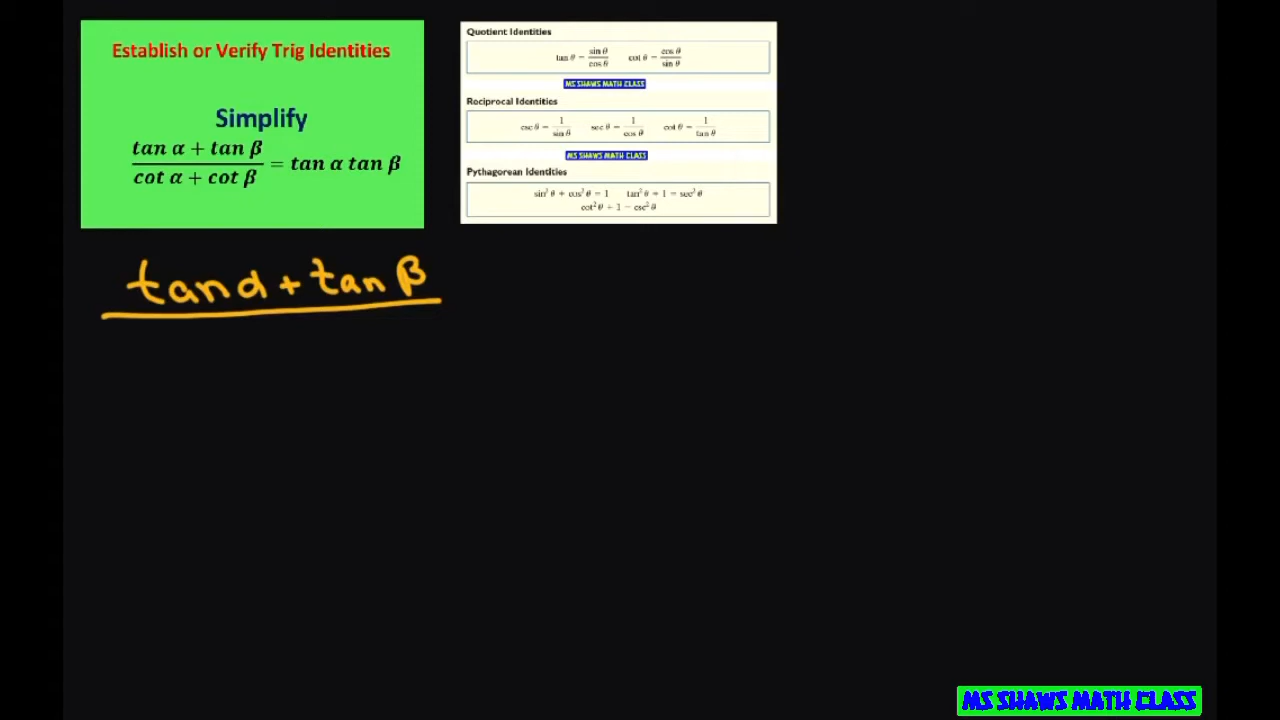 Establish or Verify Trig Identities
Simplify
tan α + tan β
cot α + cot β
= tan α tan β
Quotient Identities
tan θ = sin θ / cos θ cot θ = cos θ / sin θ
MS SHAWS MATH CLASS
Reciprocal Identities
csc θ = 1 / sin θ sec θ = 1 / cos θ cot θ = 1 / tan θ
MS SHAWS MATH CLASS
Pythagorean Identities
sin² θ + cos² θ = 1 tan² θ + 1 = sec² θ
cot² θ + 1 = csc² θ
tan α + tan β
MS SHAWS MATH CLASS